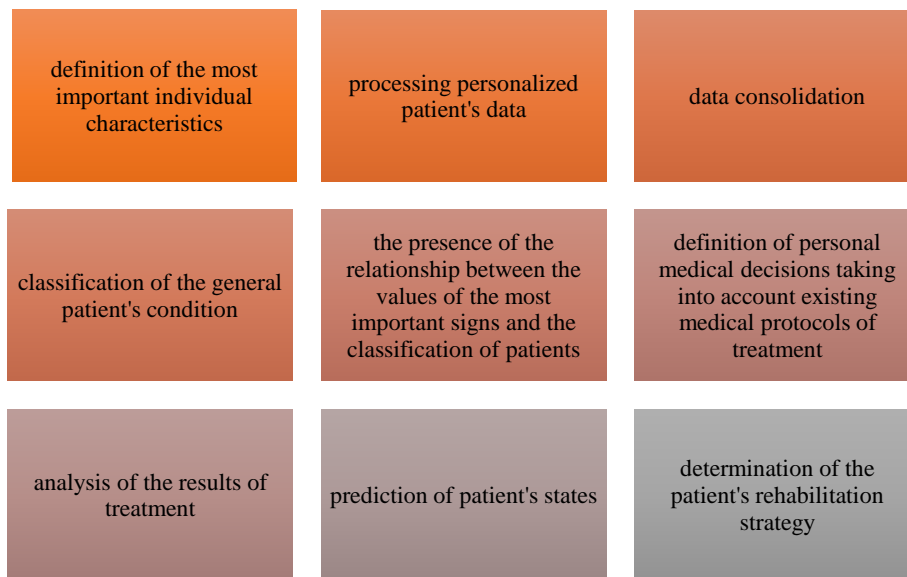 definition of the most
important individual
characteristics
processing personalized
patient's data
data consolidation
classification of the general
patient's condition
the presence of the
relationship between the
values of the most
important signs and the
classification of patients
definition of personal
medical decisions taking
into account existing
medical protocols of
treatment
analysis of the results of
treatment
prediction of patient's states
determination of the
patient's rehabilitation
strategy